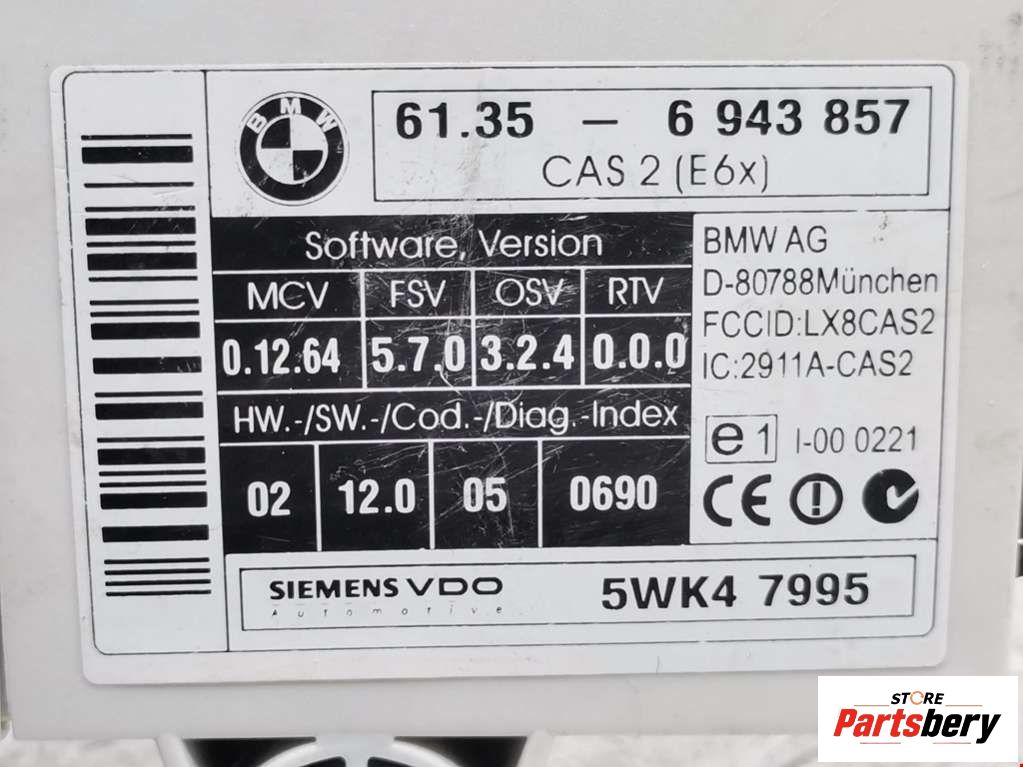 BMW
61.35 – 6 943 857
CAS 2 (E6x)
Software, Version
MCV FSV OSV RTV
0.12.64 5.7.0 3.2.4 0.0.0
HW.-/SW.-/Cod.-/Diag.-Index
02 12.0 05 0690
BMW AG
D-80788München
FCCID:LX8CAS2
IC:2911A-CAS2
e1 I-00 0221
CE
SIEMENS VDO
Automotive
5WK4 7995
STORE
Partsbery